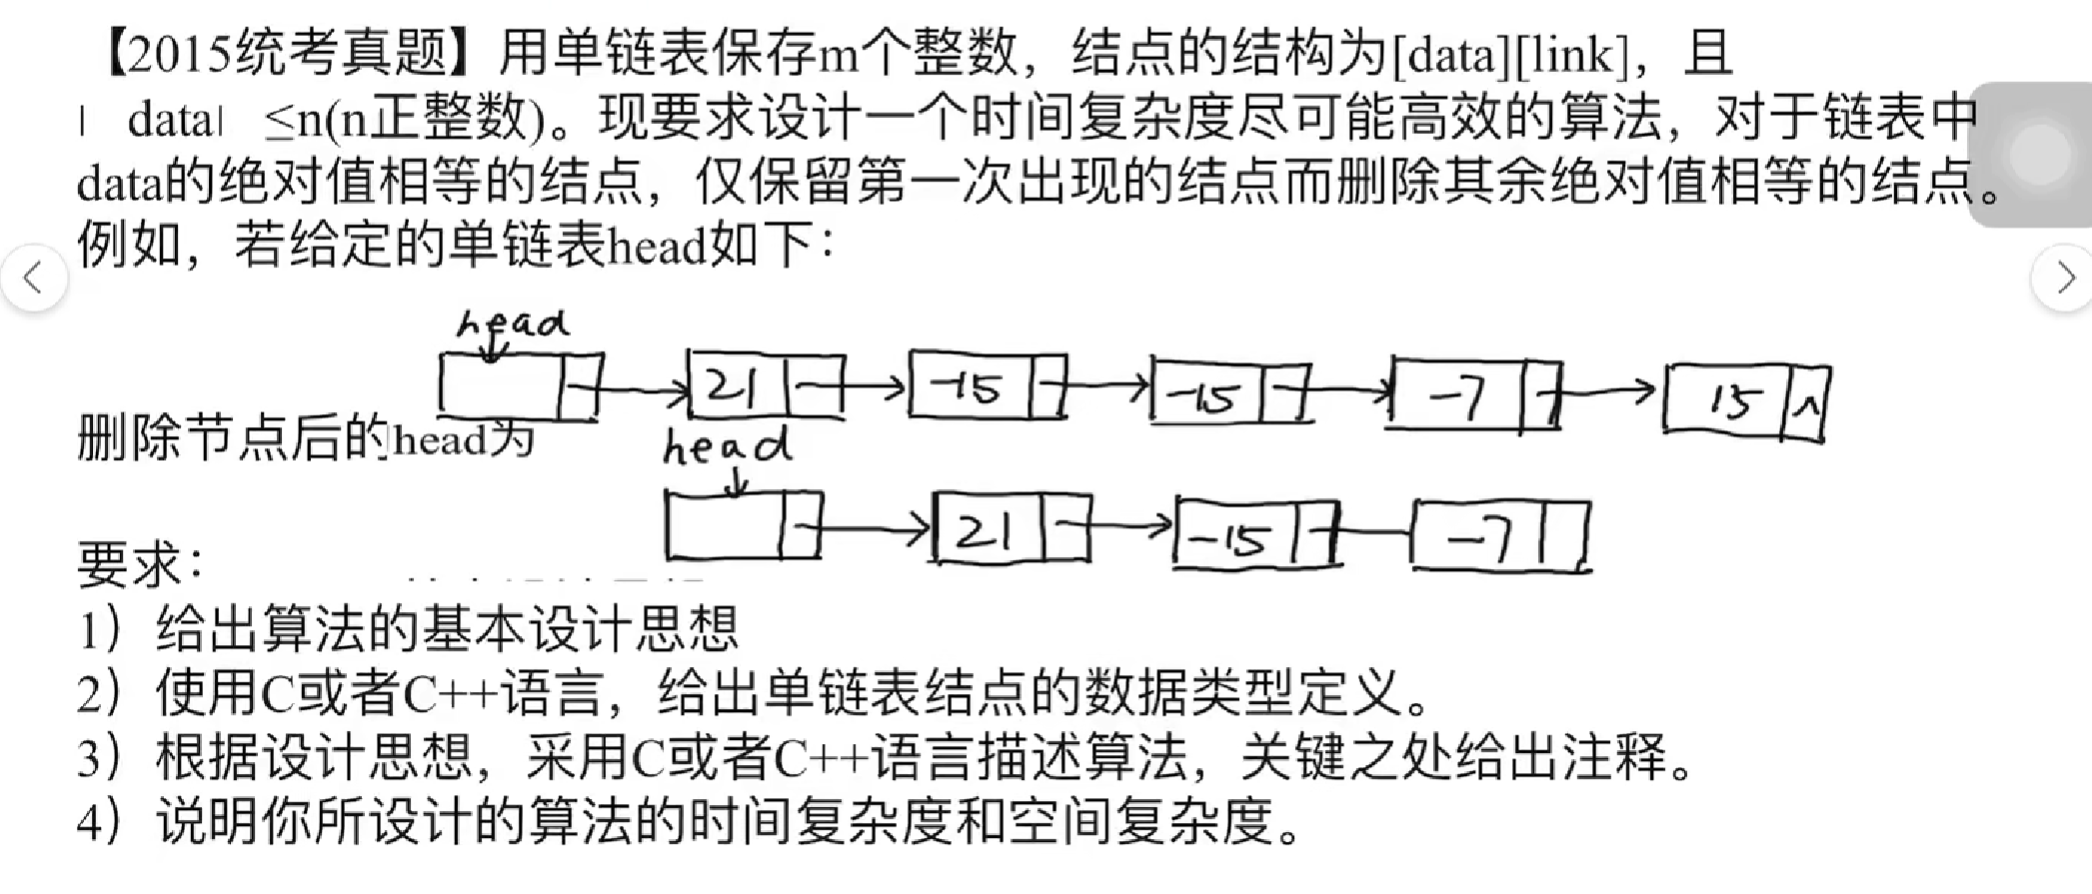 【2015统考真题】用单链表保存m个整数，结点的结构为[data][link]，且
| data| ≤n(n正整数)。现要求设计一个时间复杂度尽可能高效的算法，对于链表中
data的绝对值相等的结点，仅保留第一次出现的结点而删除其余绝对值相等的结点。
例如，若给定的单链表head如下：
head
21 -15 -15 -7 15 ∧
删除节点后的head为
head
21 -15 -7
要求：
1）给出算法的基本设计思想
2）使用C或者C++语言，给出单链表结点的数据类型定义。
3）根据设计思想，采用C或者C++语言描述算法，关键之处给出注释。
4）说明你所设计的算法的时间复杂度和空间复杂度。